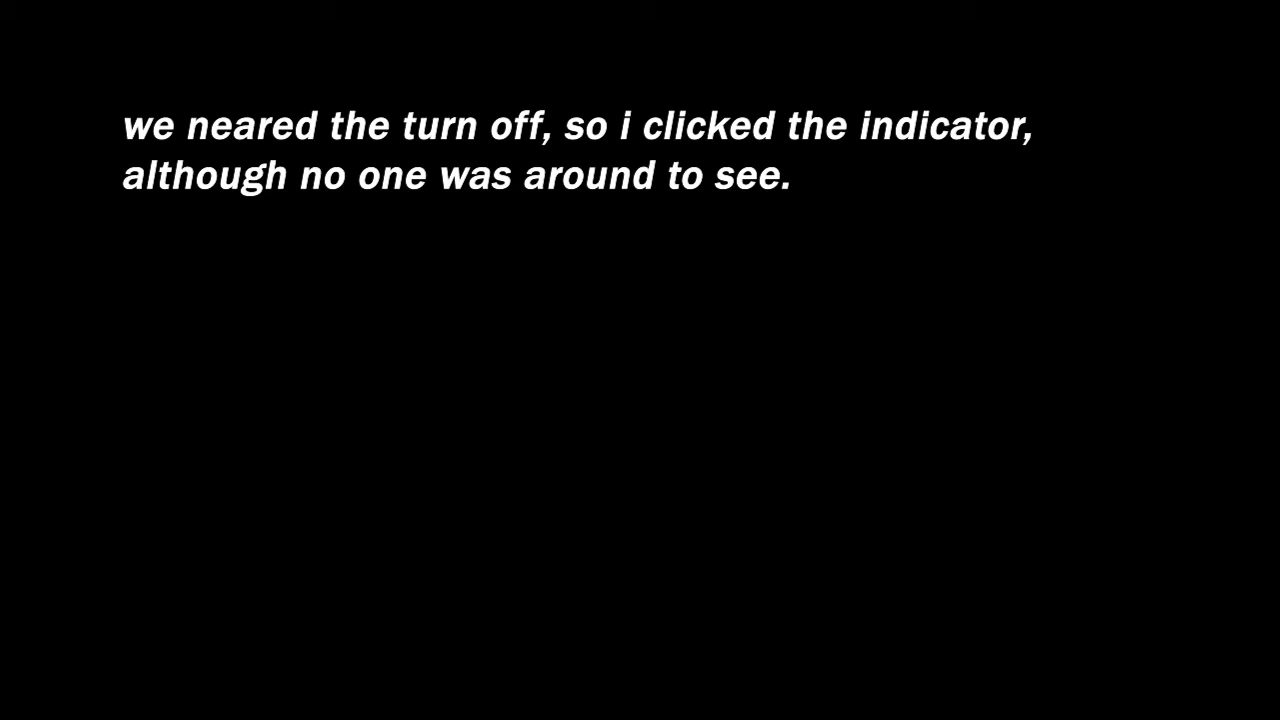 we neared the turn off, so i clicked the indicator,
although no one was around to see.